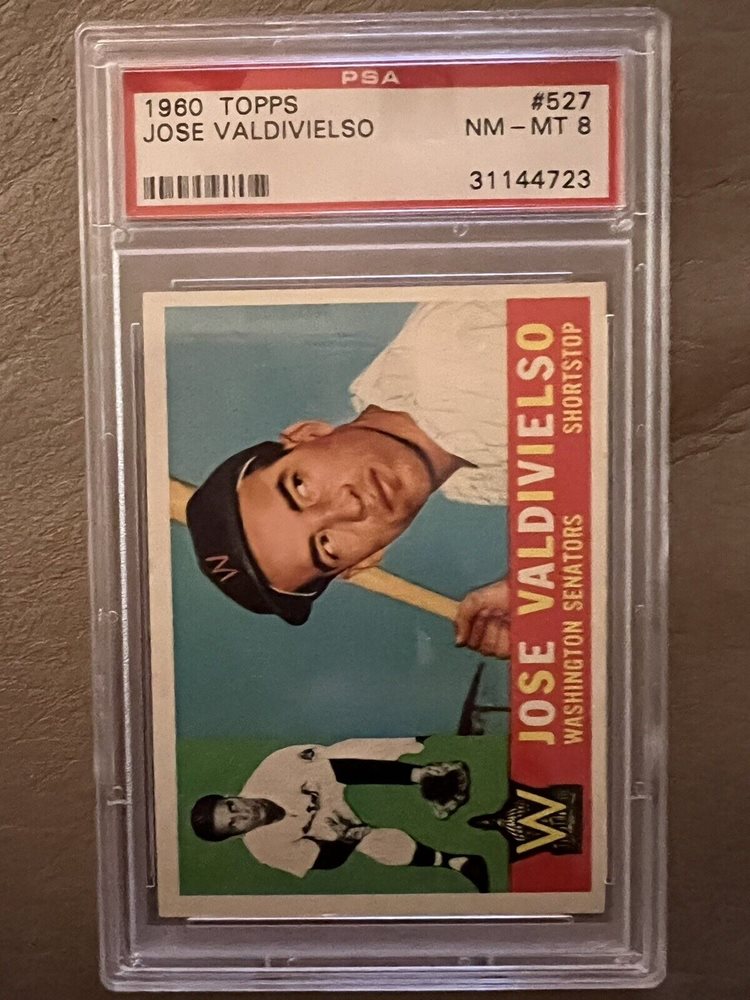 PSA
1960 TOPPS #527
JOSE VALDIVIELSO NM-MT 8
31144723
W
JOSE VALDIVIELSO
WASHINGTON SENATORS SHORTSTOP
W